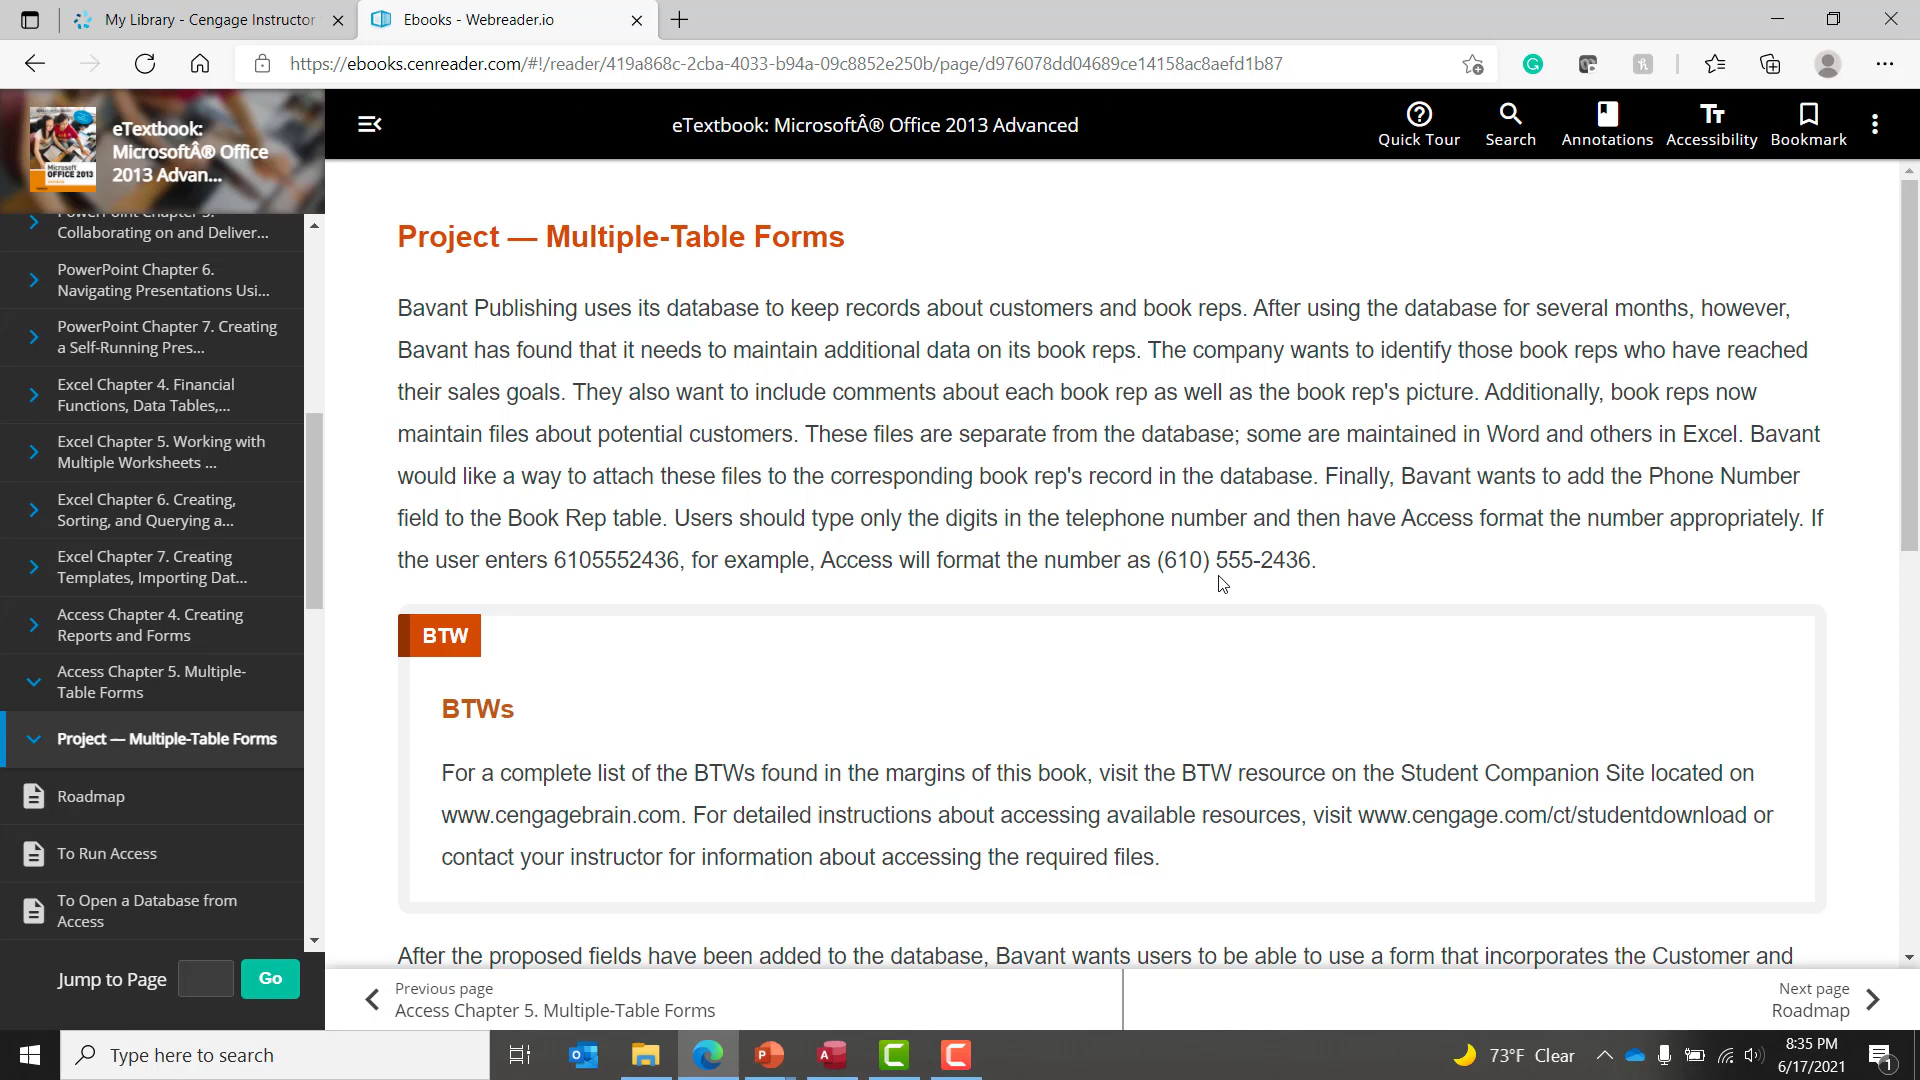 My Library - Cengage Instructor
Ebooks - Webreader.io
https://ebooks.cenreader.com/#!/reader/419a868c-2cba-4033-b94a-09c8852e250b/page/d976078dd04689ce14158ac8aefd1b87
eTextbook:
MicrosoftÂ® Office
2013 Advan...
Microsoft
OFFICE 2013
eTextbook: MicrosoftÂ® Office 2013 Advanced
Quick Tour
Search
Annotations
Accessibility
Bookmark
PowerPoint Chapter 5.
Collaborating on and Deliver...
PowerPoint Chapter 6.
Navigating Presentations Usi...
PowerPoint Chapter 7. Creating
a Self-Running Pres...
Excel Chapter 4. Financial
Functions, Data Tables,...
Excel Chapter 5. Working with
Multiple Worksheets ...
Excel Chapter 6. Creating,
Sorting, and Querying a...
Excel Chapter 7. Creating
Templates, Importing Dat...
Access Chapter 4. Creating
Reports and Forms
Access Chapter 5. Multiple-
Table Forms
Project — Multiple-Table Forms
Roadmap
To Run Access
To Open a Database from
Access
Jump to Page
Go
Project — Multiple-Table Forms
Bavant Publishing uses its database to keep records about customers and book reps. After using the database for several months, however,
Bavant has found that it needs to maintain additional data on its book reps. The company wants to identify those book reps who have reached
their sales goals. They also want to include comments about each book rep as well as the book rep's picture. Additionally, book reps now
maintain files about potential customers. These files are separate from the database; some are maintained in Word and others in Excel. Bavant
would like a way to attach these files to the corresponding book rep's record in the database. Finally, Bavant wants to add the Phone Number
field to the Book Rep table. Users should type only the digits in the telephone number and then have Access format the number appropriately. If
the user enters 6105552436, for example, Access will format the number as (610) 555-2436.
BTW
BTWs
For a complete list of the BTWs found in the margins of this book, visit the BTW resource on the Student Companion Site located on
www.cengagebrain.com. For detailed instructions about accessing available resources, visit www.cengage.com/ct/studentdownload or
contact your instructor for information about accessing the required files.
After the proposed fields have been added to the database, Bavant wants users to be able to use a form that incorporates the Customer and
Previous page
Access Chapter 5. Multiple-Table Forms
Next page
Roadmap
Type here to search
73°F Clear
8:35 PM
6/17/2021
1